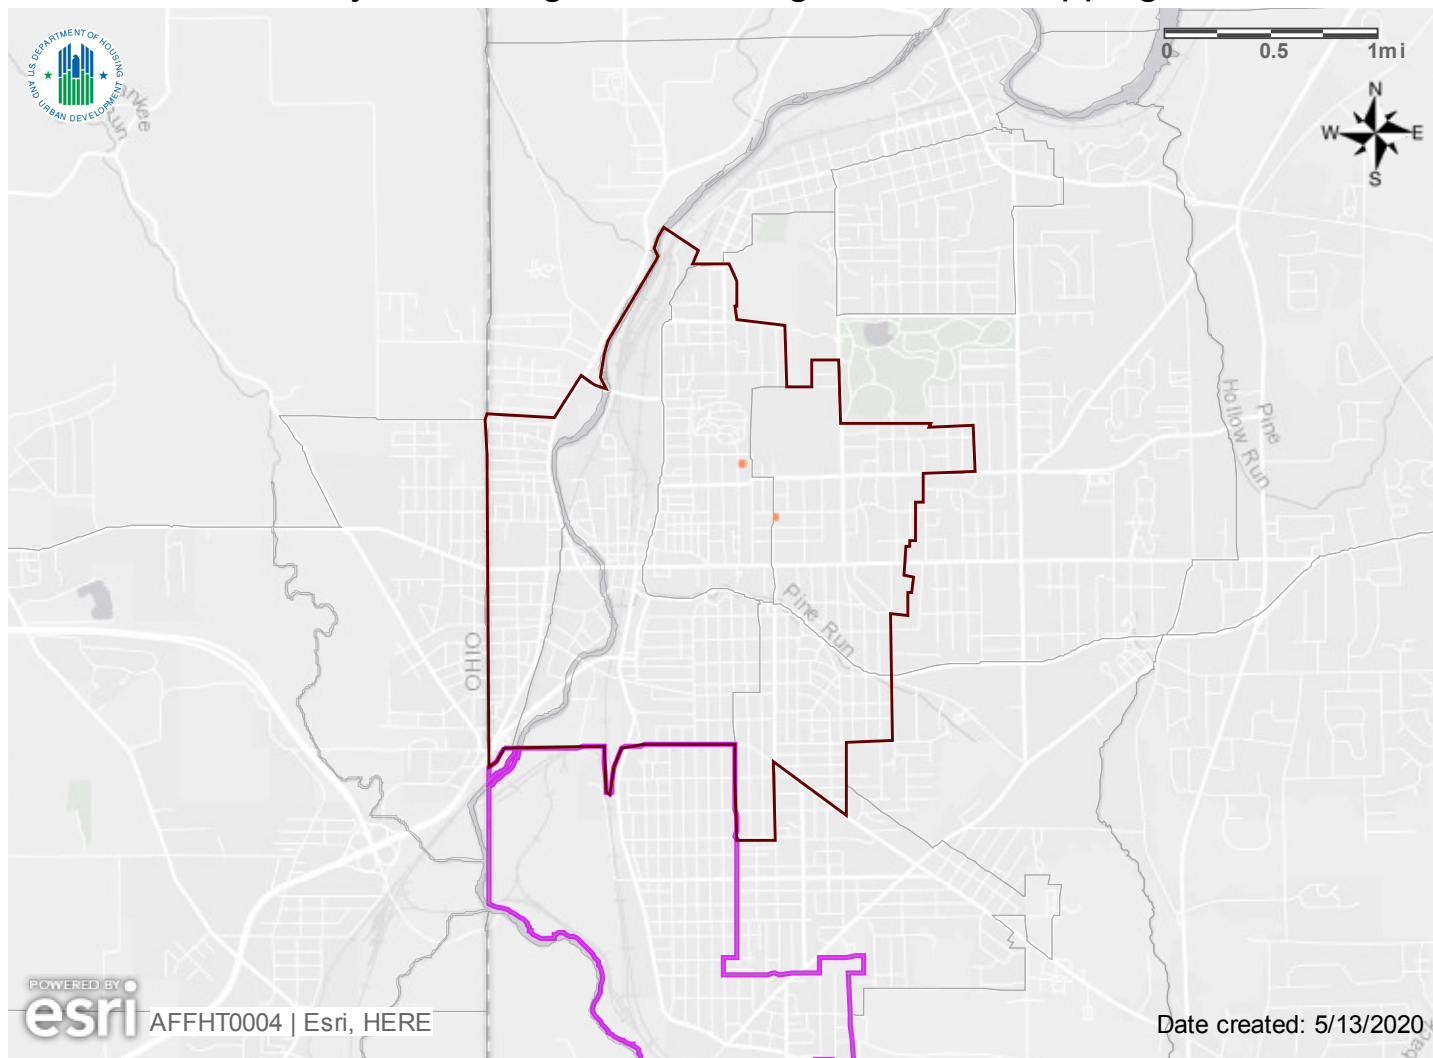 U.S. DEPARTMENT OF HOUSING
AND URBAN DEVELOPMENT
0 0.5 1mi
N
W E
S
Run
Pine
Hollow Run
OHIO
Pine Run
POWERED BY
esri
AFFHT0004 | Esri, HERE
Date created: 5/13/2020